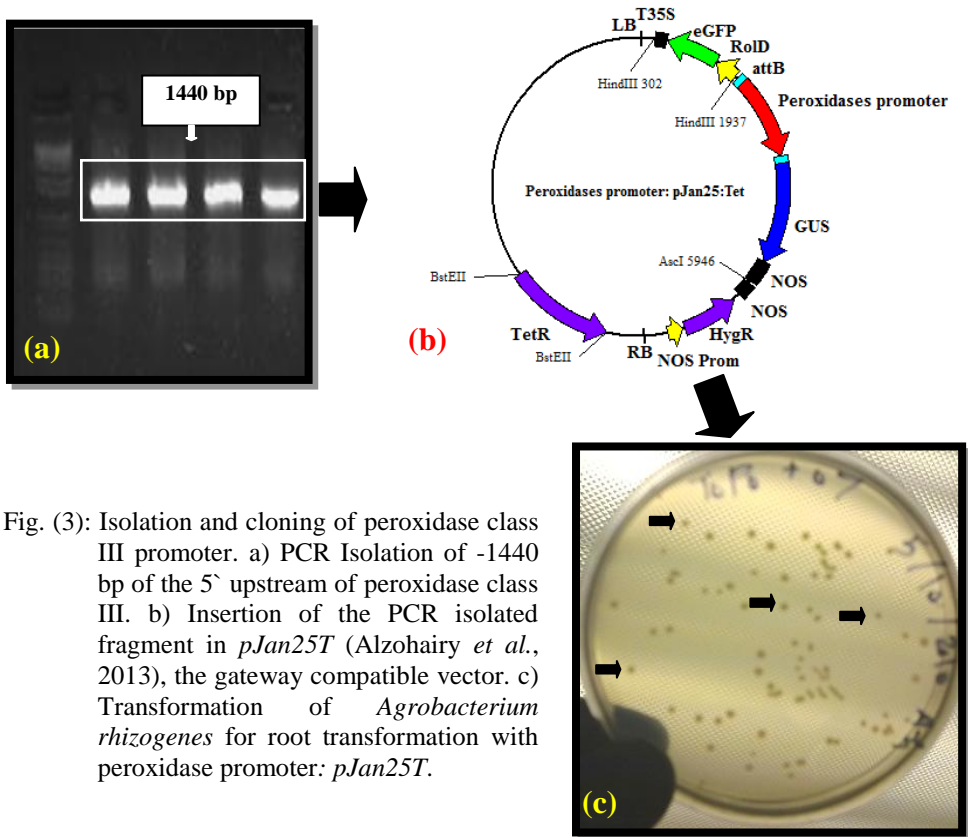 1440 bp
(a)
LB
T35S
eGFP
RolD
attB
HindIII 302
Peroxidases promoter
HindIII 1937
Peroxidases promoter: pJan25:Tet
GUS
AscI 5946
BstEII
NOS
NOS
TetR
HygR
BstEII
RB
NOS Prom
(b)
Fig. (3): Isolation and cloning of peroxidase class
III promoter. a) PCR Isolation of -1440
bp of the 5` upstream of peroxidase class
III. b) Insertion of the PCR isolated
fragment in pJan25T (Alzohairy et al.,
2013), the gateway compatible vector. c)
Transformation of Agrobacterium
rhizogenes for root transformation with
peroxidase promoter: pJan25T.
(c)